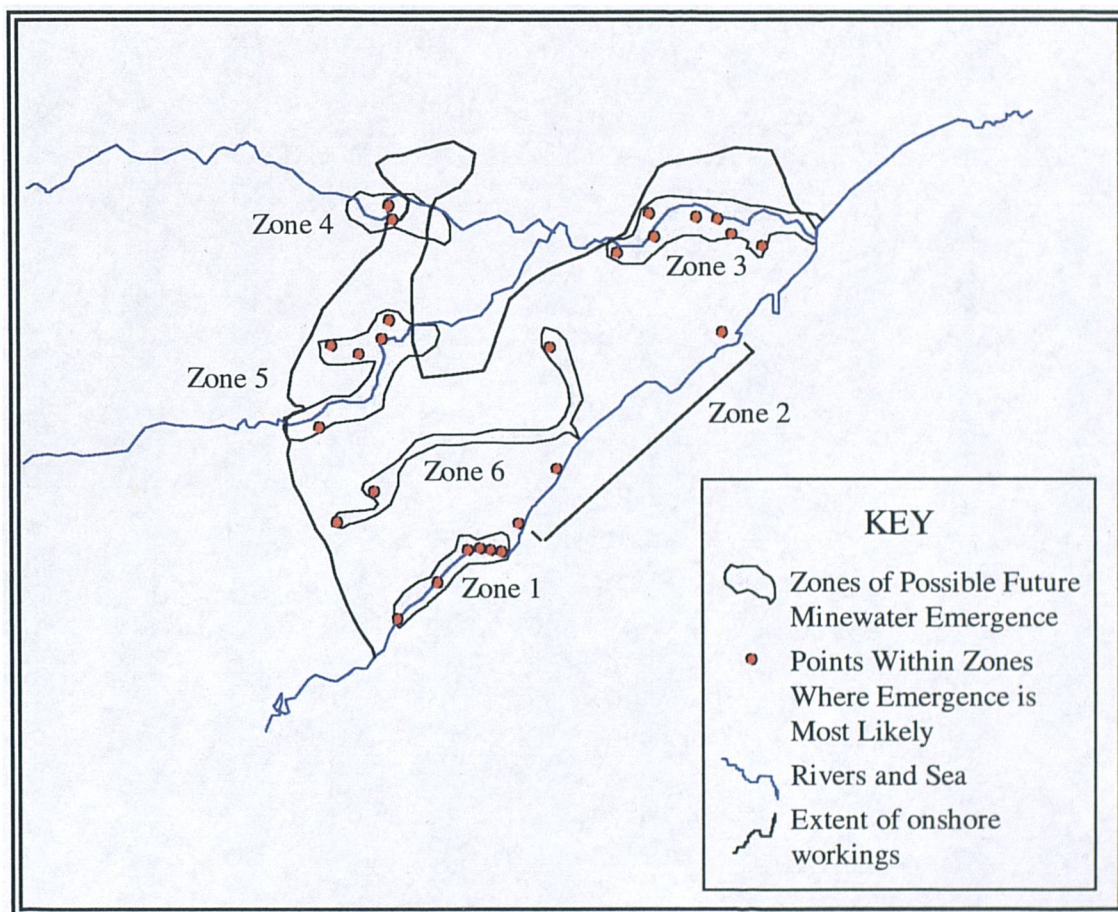 Zone 4
Zone 3
Zone 5
Zone 2
Zone 6
Zone 1
KEY
Zones of Possible Future
Minewater Emergence
Points Within Zones
Where Emergence is
Most Likely
Rivers and Sea
Extent of onshore
workings